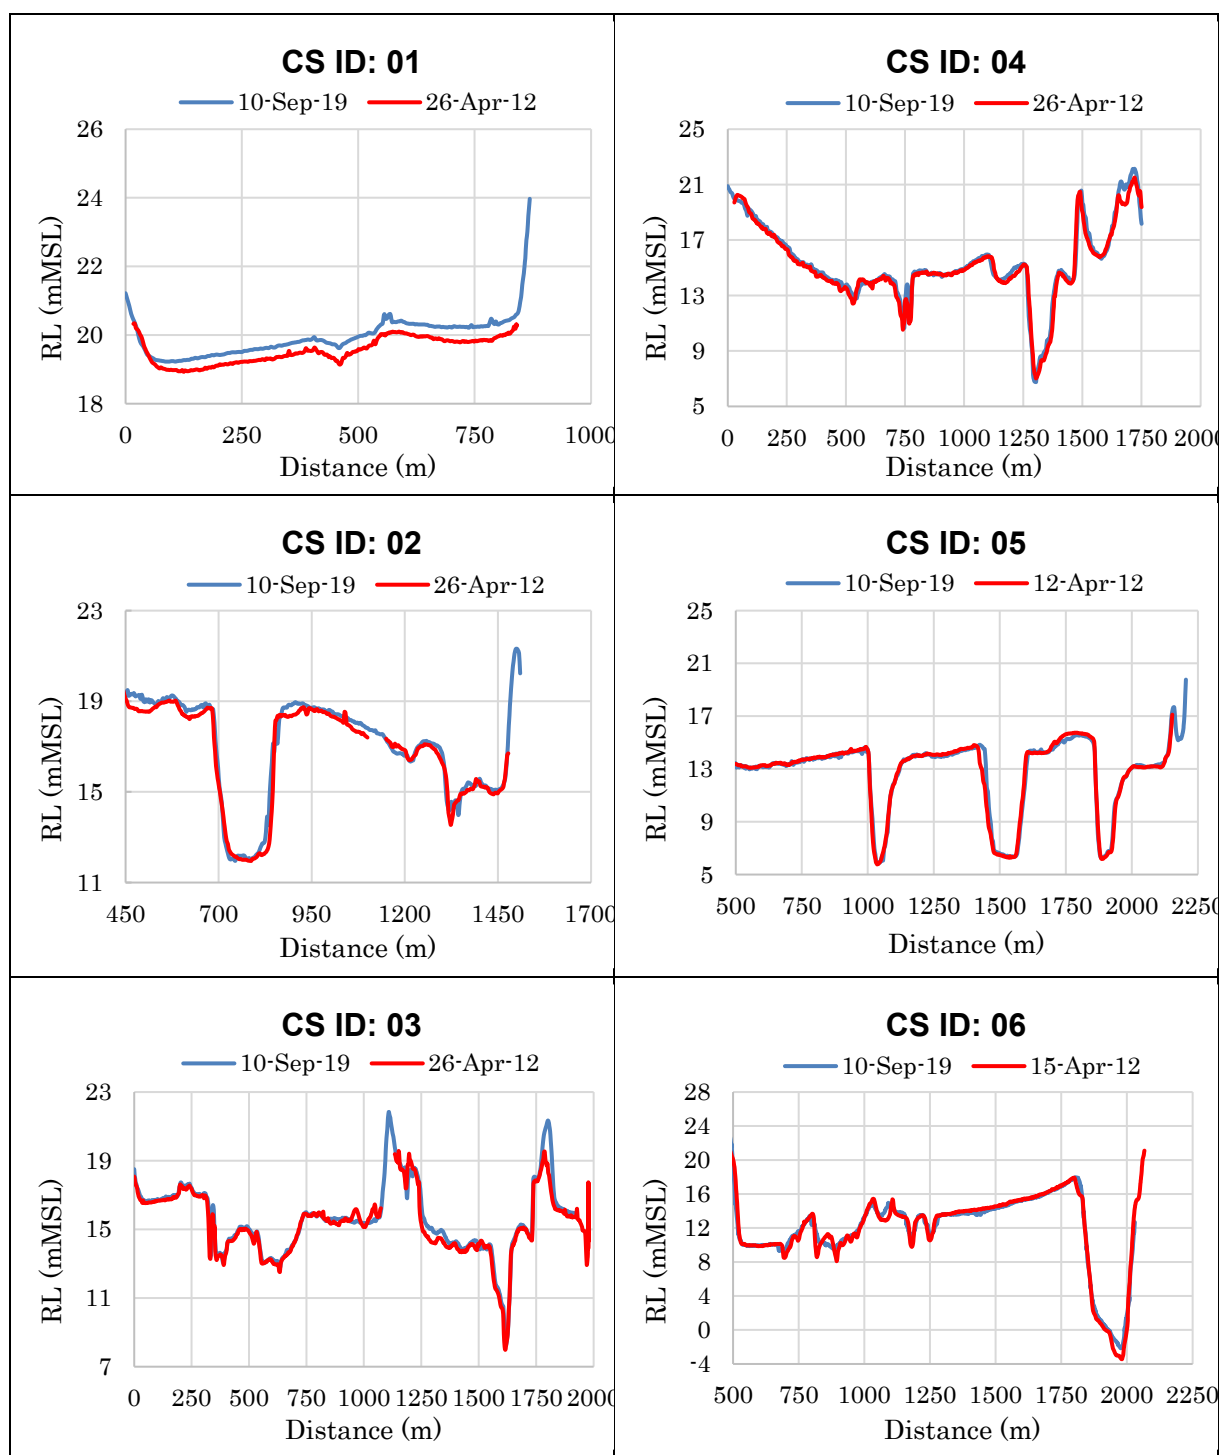 CS ID: 01
10-Sep-19 26-Apr-12
26
24
22
20
18
0 250 500 750 1000
RL (mMSL)
Distance (m)
CS ID: 04
10-Sep-19 26-Apr-12
25
21
17
13
9
5
0 250 500 750 1000 1250 1500 1750 2000
RL (mMSL)
Distance (m)
CS ID: 02
10-Sep-19 26-Apr-12
23
19
15
11
450 700 950 1200 1450 1700
RL (mMSL)
Distance (m)
CS ID: 05
10-Sep-19 12-Apr-12
25
21
17
13
9
5
500 750 1000 1250 1500 1750 2000 2250
RL (mMSL)
Distance (m)
CS ID: 03
10-Sep-19 26-Apr-12
23
19
15
11
7
0 250 500 750 1000 1250 1500 1750 2000
RL (mMSL)
Distance (m)
CS ID: 06
10-Sep-19 15-Apr-12
28
24
20
16
12
8
4
0
-4
500 750 1000 1250 1500 1750 2000 2250
RL (mMSL)
Distance (m)